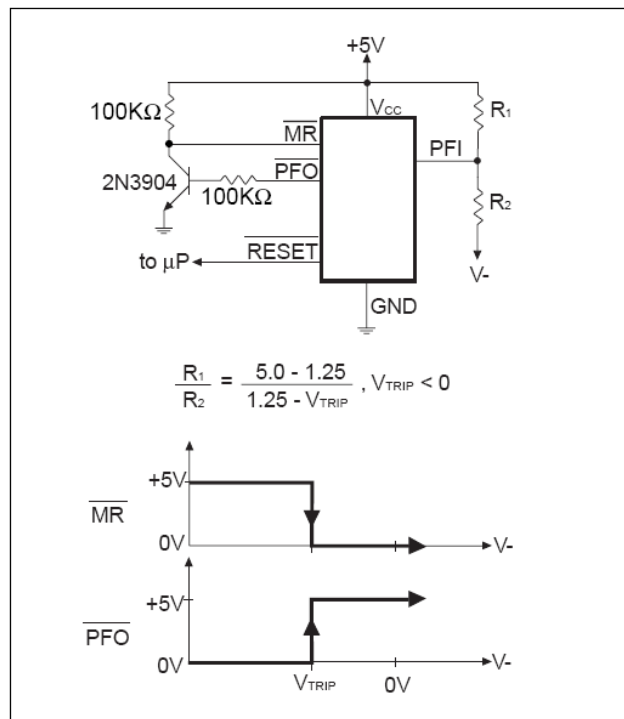 +5V
100KΩ
VCC
R1
MR
PFI
PFO
2N3904
100KΩ
R2
RESET
to µP
V-
GND
R1 / R2 = 5.0 - 1.25 / 1.25 - VTRIP , VTRIP < 0
+5V
MR
0V
V-
+5V
PFO
0V
V-
VTRIP
0V